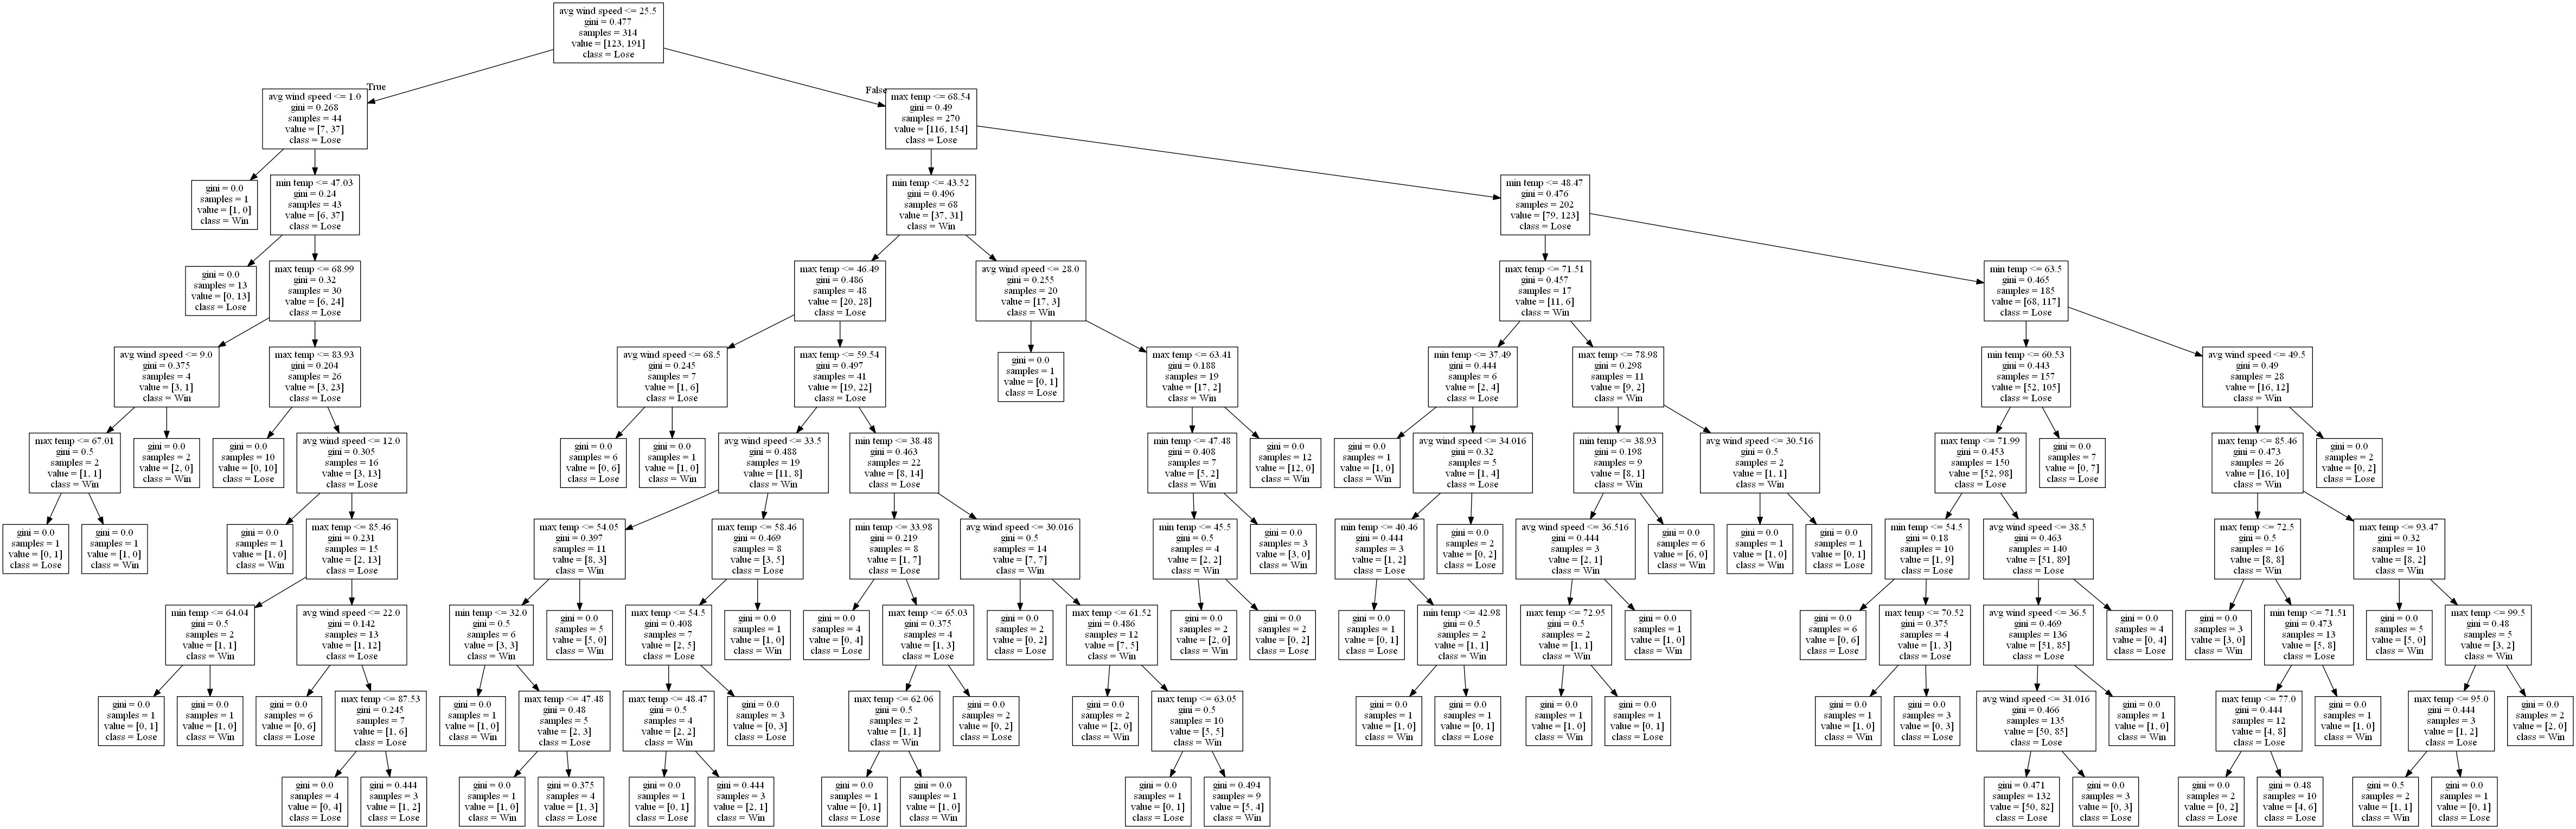 avg wind speed <= 25.5
gini = 0.477
samples = 314
value = [123, 191]
class = Lose
True
False
avg wind speed <= 1.0
gini = 0.268
samples = 44
value = [7, 37]
class = Lose
max temp <= 68.54
gini = 0.49
samples = 270
value = [116, 154]
class = Lose
gini = 0.0
samples = 1
value = [1, 0]
class = Win
min temp <= 47.03
gini = 0.24
samples = 43
value = [6, 37]
class = Lose
min temp <= 43.52
gini = 0.496
samples = 68
value = [37, 31]
class = Win
min temp <= 48.47
gini = 0.476
samples = 202
value = [79, 123]
class = Lose
gini = 0.0
samples = 13
value = [0, 13]
class = Lose
max temp <= 68.99
gini = 0.32
samples = 30
value = [6, 24]
class = Lose
max temp <= 46.49
gini = 0.486
samples = 48
value = [20, 28]
class = Lose
avg wind speed <= 28.0
gini = 0.255
samples = 20
value = [17, 3]
class = Win
max temp <= 71.51
gini = 0.457
samples = 17
value = [11, 6]
class = Win
min temp <= 63.5
gini = 0.465
samples = 185
value = [68, 117]
class = Lose
avg wind speed <= 9.0
gini = 0.375
samples = 4
value = [3, 1]
class = Win
max temp <= 83.93
gini = 0.204
samples = 26
value = [3, 23]
class = Lose
avg wind speed <= 68.5
gini = 0.245
samples = 7
value = [1, 6]
class = Lose
max temp <= 59.54
gini = 0.497
samples = 41
value = [19, 22]
class = Lose
gini = 0.0
samples = 1
value = [0, 1]
class = Lose
max temp <= 63.41
gini = 0.188
samples = 19
value = [17, 2]
class = Win
min temp <= 37.49
gini = 0.444
samples = 6
value = [2, 4]
class = Lose
max temp <= 78.98
gini = 0.298
samples = 11
value = [9, 2]
class = Win
min temp <= 60.53
gini = 0.443
samples = 157
value = [52, 105]
class = Lose
avg wind speed <= 49.5
gini = 0.49
samples = 28
value = [16, 12]
class = Win
max temp <= 67.01
gini = 0.5
samples = 2
value = [1, 1]
class = Win
gini = 0.0
samples = 2
value = [2, 0]
class = Win
gini = 0.0
samples = 10
value = [0, 10]
class = Lose
avg wind speed <= 12.0
gini = 0.305
samples = 16
value = [3, 13]
class = Lose
gini = 0.0
samples = 6
value = [0, 6]
class = Lose
gini = 0.0
samples = 1
value = [1, 0]
class = Win
avg wind speed <= 33.5
gini = 0.488
samples = 19
value = [11, 8]
class = Win
min temp <= 38.48
gini = 0.463
samples = 22
value = [8, 14]
class = Lose
min temp <= 47.48
gini = 0.408
samples = 7
value = [5, 2]
class = Win
gini = 0.0
samples = 12
value = [12, 0]
class = Win
gini = 0.0
samples = 1
value = [1, 0]
class = Win
avg wind speed <= 34.016
gini = 0.32
samples = 5
value = [1, 4]
class = Lose
min temp <= 38.93
gini = 0.198
samples = 9
value = [8, 1]
class = Win
avg wind speed <= 30.516
gini = 0.5
samples = 2
value = [1, 1]
class = Win
max temp <= 71.99
gini = 0.453
samples = 150
value = [52, 98]
class = Lose
gini = 0.0
samples = 7
value = [0, 7]
class = Lose
max temp <= 85.46
gini = 0.473
samples = 26
value = [16, 10]
class = Win
gini = 0.0
samples = 2
value = [0, 2]
class = Lose
gini = 0.0
samples = 1
value = [0, 1]
class = Lose
gini = 0.0
samples = 1
value = [1, 0]
class = Win
gini = 0.0
samples = 1
value = [1, 0]
class = Win
max temp <= 85.46
gini = 0.231
samples = 15
value = [2, 13]
class = Lose
max temp <= 54.05
gini = 0.397
samples = 11
value = [8, 3]
class = Win
max temp <= 58.46
gini = 0.469
samples = 8
value = [3, 5]
class = Lose
min temp <= 33.98
gini = 0.219
samples = 8
value = [1, 7]
class = Lose
avg wind speed <= 30.016
gini = 0.5
samples = 14
value = [7, 7]
class = Win
min temp <= 45.5
gini = 0.5
samples = 4
value = [2, 2]
class = Win
gini = 0.0
samples = 3
value = [3, 0]
class = Win
min temp <= 40.46
gini = 0.444
samples = 3
value = [1, 2]
class = Lose
gini = 0.0
samples = 2
value = [0, 2]
class = Lose
avg wind speed <= 36.516
gini = 0.444
samples = 3
value = [2, 1]
class = Win
gini = 0.0
samples = 6
value = [6, 0]
class = Win
gini = 0.0
samples = 1
value = [1, 0]
class = Win
gini = 0.0
samples = 1
value = [0, 1]
class = Lose
min temp <= 54.5
gini = 0.18
samples = 10
value = [1, 9]
class = Lose
avg wind speed <= 38.5
gini = 0.463
samples = 140
value = [51, 89]
class = Lose
max temp <= 72.5
gini = 0.5
samples = 16
value = [8, 8]
class = Win
max temp <= 93.47
gini = 0.32
samples = 10
value = [8, 2]
class = Win
min temp <= 64.04
gini = 0.5
samples = 2
value = [1, 1]
class = Win
avg wind speed <= 22.0
gini = 0.142
samples = 13
value = [1, 12]
class = Lose
min temp <= 32.0
gini = 0.5
samples = 6
value = [3, 3]
class = Win
gini = 0.0
samples = 5
value = [5, 0]
class = Win
max temp <= 54.5
gini = 0.408
samples = 7
value = [2, 5]
class = Lose
gini = 0.0
samples = 1
value = [1, 0]
class = Win
gini = 0.0
samples = 4
value = [0, 4]
class = Lose
max temp <= 65.03
gini = 0.375
samples = 4
value = [1, 3]
class = Lose
gini = 0.0
samples = 2
value = [0, 2]
class = Lose
max temp <= 61.52
gini = 0.486
samples = 12
value = [7, 5]
class = Win
gini = 0.0
samples = 2
value = [2, 0]
class = Win
gini = 0.0
samples = 2
value = [0, 2]
class = Lose
gini = 0.0
samples = 1
value = [0, 1]
class = Lose
min temp <= 42.98
gini = 0.5
samples = 2
value = [1, 1]
class = Win
max temp <= 72.95
gini = 0.5
samples = 2
value = [1, 1]
class = Win
gini = 0.0
samples = 1
value = [1, 0]
class = Win
gini = 0.0
samples = 6
value = [0, 6]
class = Lose
max temp <= 70.52
gini = 0.375
samples = 4
value = [1, 3]
class = Lose
avg wind speed <= 36.5
gini = 0.469
samples = 136
value = [51, 85]
class = Lose
gini = 0.0
samples = 4
value = [0, 4]
class = Lose
gini = 0.0
samples = 3
value = [3, 0]
class = Win
min temp <= 71.51
gini = 0.473
samples = 13
value = [5, 8]
class = Lose
gini = 0.0
samples = 5
value = [5, 0]
class = Win
max temp <= 99.5
gini = 0.48
samples = 5
value = [3, 2]
class = Win
gini = 0.0
samples = 1
value = [0, 1]
class = Lose
gini = 0.0
samples = 1
value = [1, 0]
class = Win
gini = 0.0
samples = 6
value = [0, 6]
class = Lose
max temp <= 87.53
gini = 0.245
samples = 7
value = [1, 6]
class = Lose
gini = 0.0
samples = 1
value = [1, 0]
class = Win
max temp <= 47.48
gini = 0.48
samples = 5
value = [2, 3]
class = Lose
max temp <= 48.47
gini = 0.5
samples = 4
value = [2, 2]
class = Win
gini = 0.0
samples = 3
value = [0, 3]
class = Lose
max temp <= 62.06
gini = 0.5
samples = 2
value = [1, 1]
class = Win
gini = 0.0
samples = 2
value = [0, 2]
class = Lose
gini = 0.0
samples = 2
value = [2, 0]
class = Win
max temp <= 63.05
gini = 0.5
samples = 10
value = [5, 5]
class = Win
gini = 0.0
samples = 1
value = [1, 0]
class = Win
gini = 0.0
samples = 1
value = [0, 1]
class = Lose
gini = 0.0
samples = 1
value = [1, 0]
class = Win
gini = 0.0
samples = 1
value = [0, 1]
class = Lose
gini = 0.0
samples = 1
value = [1, 0]
class = Win
gini = 0.0
samples = 3
value = [0, 3]
class = Lose
avg wind speed <= 31.016
gini = 0.466
samples = 135
value = [50, 85]
class = Lose
gini = 0.0
samples = 1
value = [1, 0]
class = Win
max temp <= 77.0
gini = 0.444
samples = 12
value = [4, 8]
class = Lose
gini = 0.0
samples = 1
value = [1, 0]
class = Win
max temp <= 95.0
gini = 0.444
samples = 3
value = [1, 2]
class = Lose
gini = 0.0
samples = 2
value = [2, 0]
class = Win
gini = 0.0
samples = 4
value = [0, 4]
class = Lose
gini = 0.444
samples = 3
value = [1, 2]
class = Lose
gini = 0.0
samples = 1
value = [1, 0]
class = Win
gini = 0.375
samples = 4
value = [1, 3]
class = Lose
gini = 0.0
samples = 1
value = [0, 1]
class = Lose
gini = 0.444
samples = 3
value = [2, 1]
class = Win
gini = 0.0
samples = 1
value = [0, 1]
class = Lose
gini = 0.0
samples = 1
value = [1, 0]
class = Win
gini = 0.0
samples = 1
value = [0, 1]
class = Lose
gini = 0.494
samples = 9
value = [5, 4]
class = Win
gini = 0.471
samples = 132
value = [50, 82]
class = Lose
gini = 0.0
samples = 3
value = [0, 3]
class = Lose
gini = 0.0
samples = 2
value = [0, 2]
class = Lose
gini = 0.48
samples = 10
value = [4, 6]
class = Lose
gini = 0.5
samples = 2
value = [1, 1]
class = Win
gini = 0.0
samples = 1
value = [0, 1]
class = Lose